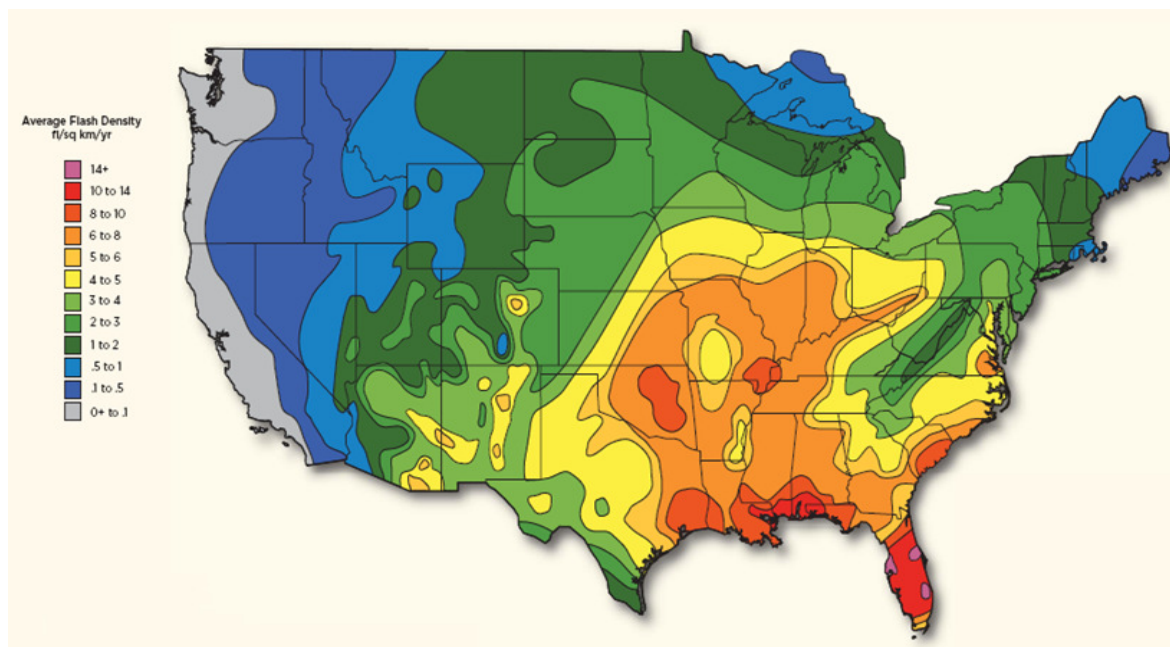 Average Flash Density
fl/sq km/yr
14+
10 to 14
8 to 10
6 to 8
5 to 6
4 to 5
3 to 4
2 to 3
1 to 2
.5 to 1
.1 to .5
0+ to .1